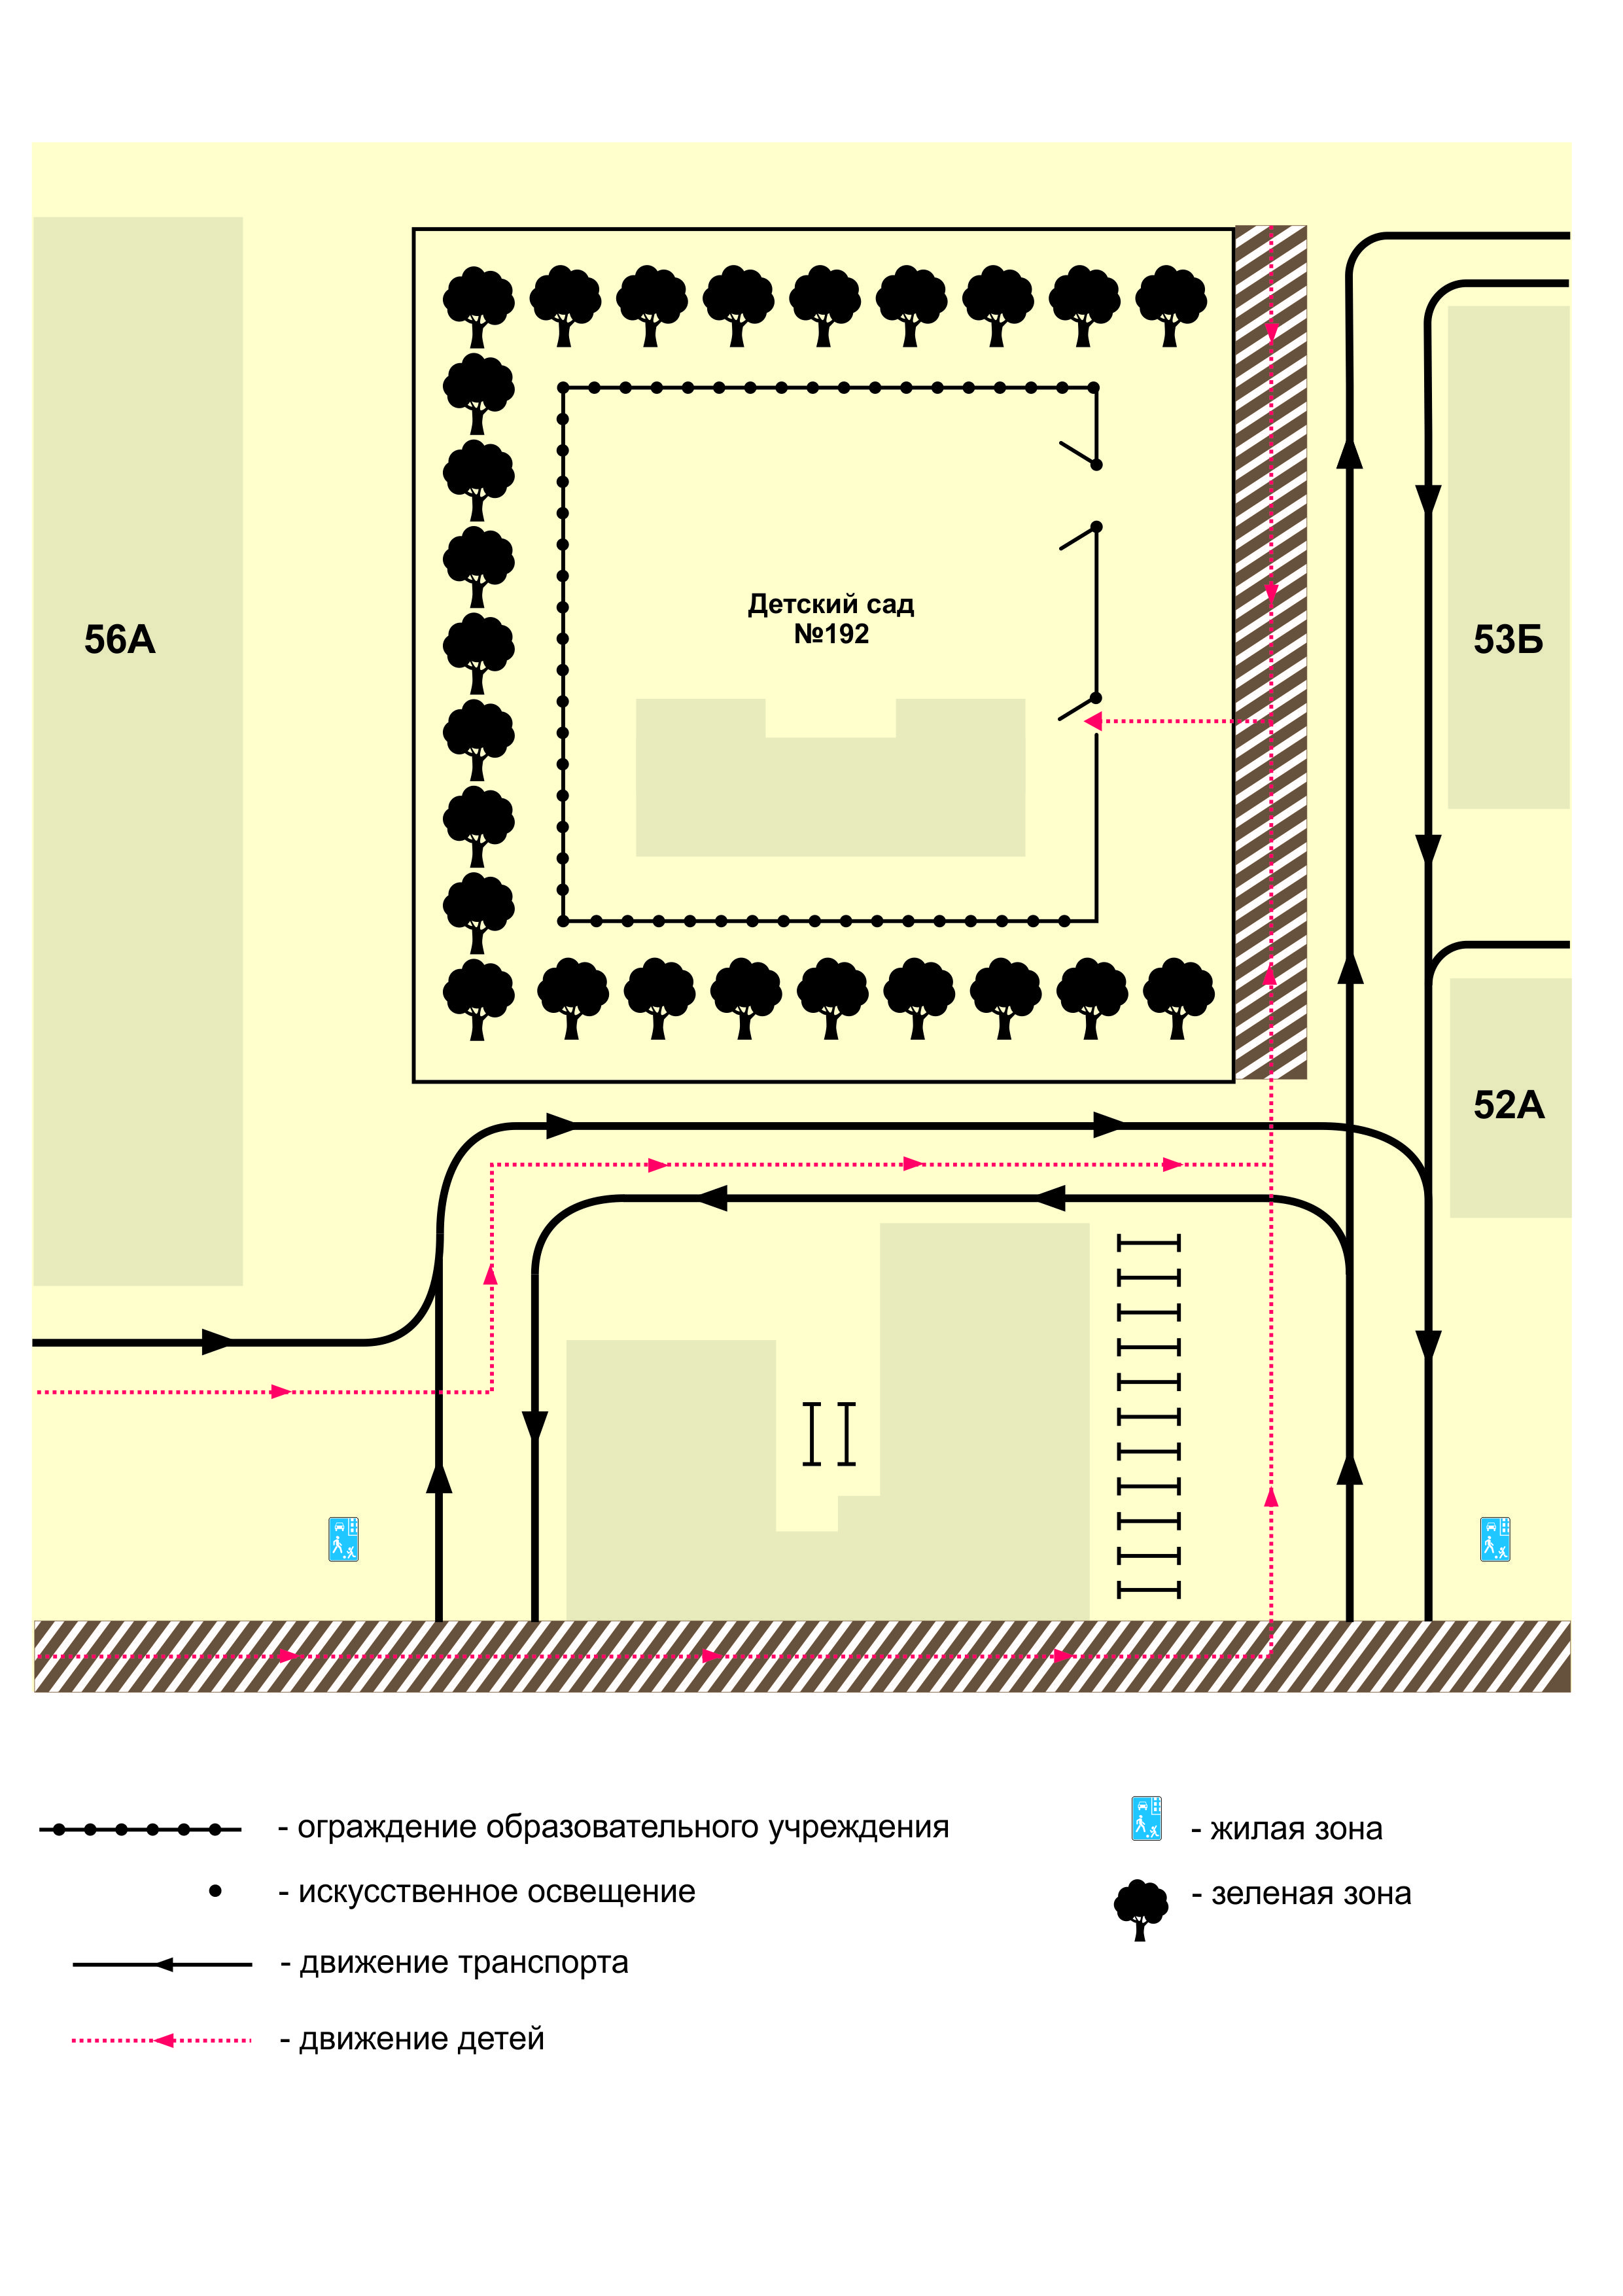 Детский сад
№192
56А
53Б
52А
- ограждение образовательного учреждения
- искусственное освещение
- движение транспорта
- движение детей
- жилая зона
- зеленая зона